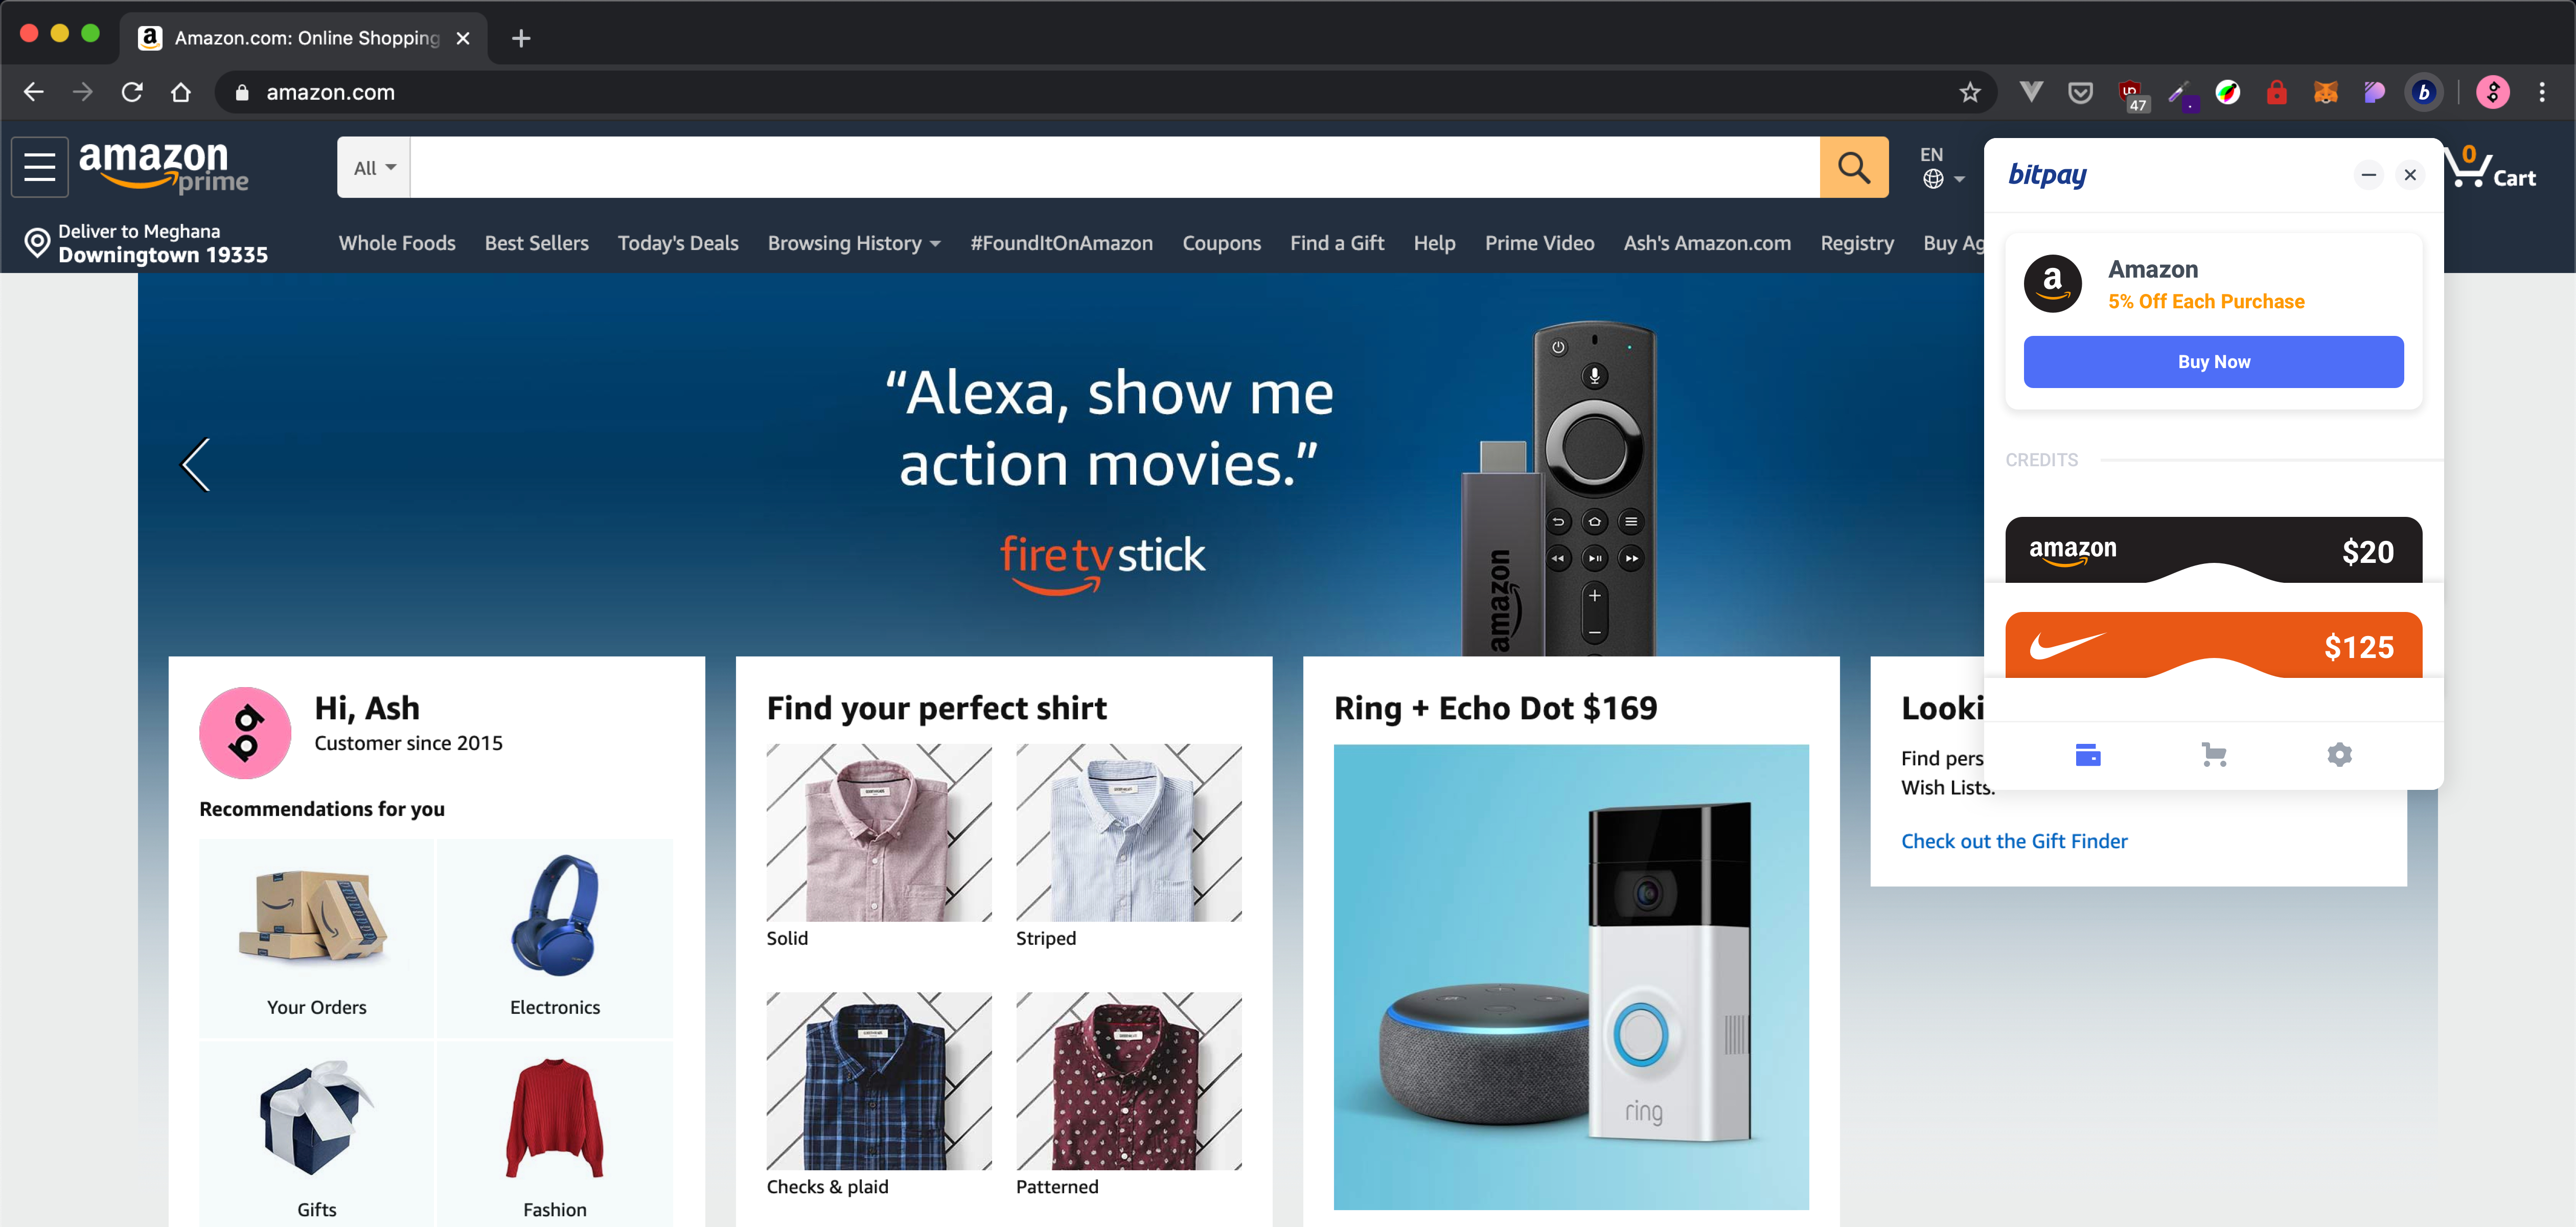 Amazon.com: Online Shopping
amazon.com
47
amazon
prime
All
EN
0
Cart
Deliver to Meghana
Downingtown 19335
Whole Foods
Best Sellers
Today's Deals
Browsing History
#FoundItOnAmazon
Coupons
Find a Gift
Help
Prime Video
Ash's Amazon.com
Registry
Buy Ag
bitpay
Amazon
5% Off Each Purchase
Buy Now
CREDITS
amazon
$20
$125
“Alexa, show me
action movies.”
fire tv stick
amazon
Hi, Ash
Customer since 2015
Recommendations for you
Your Orders
Electronics
Gifts
Fashion
Find your perfect shirt
Solid
Striped
Checks & plaid
Patterned
Ring + Echo Dot $169
ring
Looki
Find pers
Wish Lists.
Check out the Gift Finder